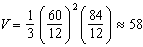 V = 1/3 (60/12)² (84/12) ≈ 58